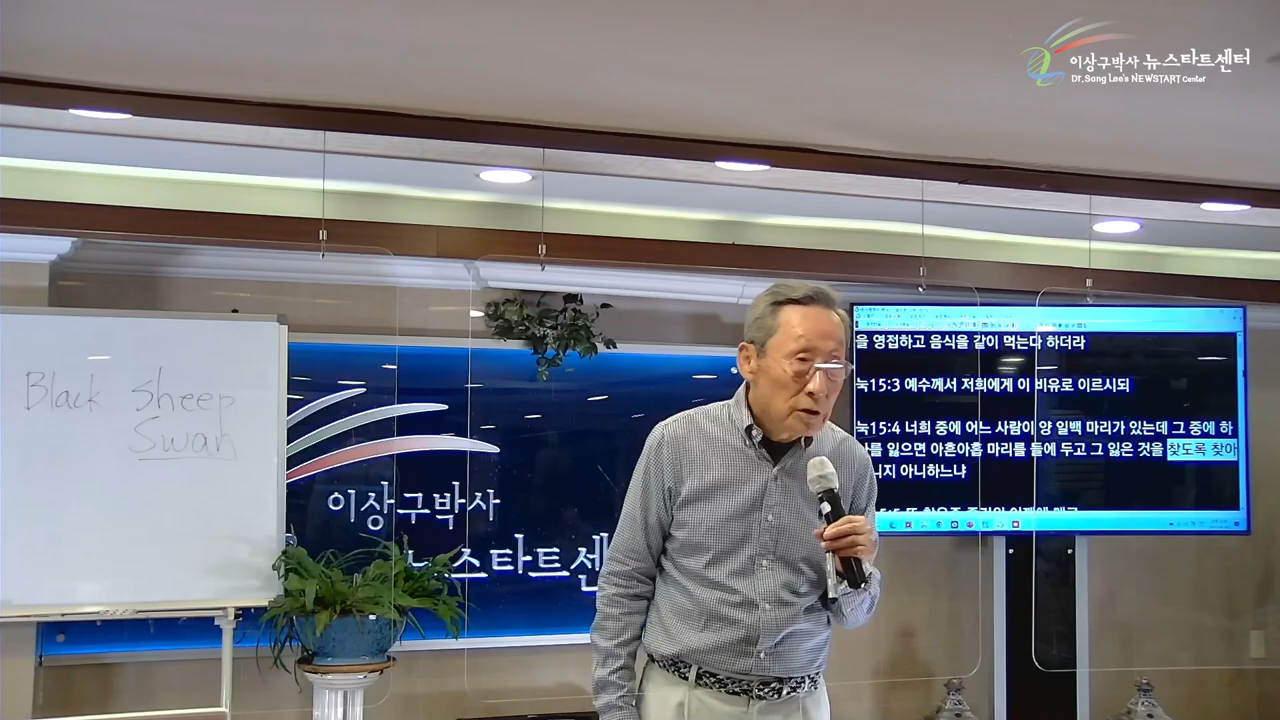 이상구박사 뉴스타트센터
Dr. Sang Lee's NEWSTART Center
Black Sheep
Swan
이상구박사
뉴스타트센
을 영접하고 음식을 같이 먹는다 하더라
눅15:3 예수께서 저희에게 이 비유로 이르시되
눅15:4 너희 중에 어느 사람이 양 일백 마리가 있는데 그 중에 하
를 잃으면 아흔아홉 마리를 들에 두고 그 잃은 것을 찾도록 찾아
니지 아니하느냐